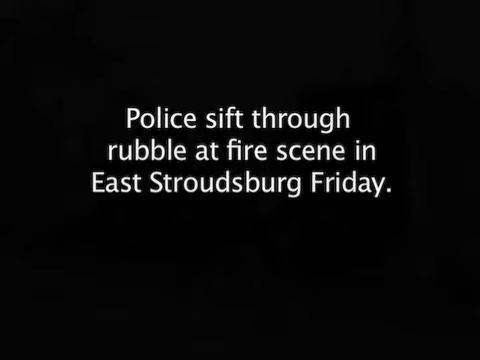 Police sift through
rubble at fire scene in
East Stroudsburg Friday.